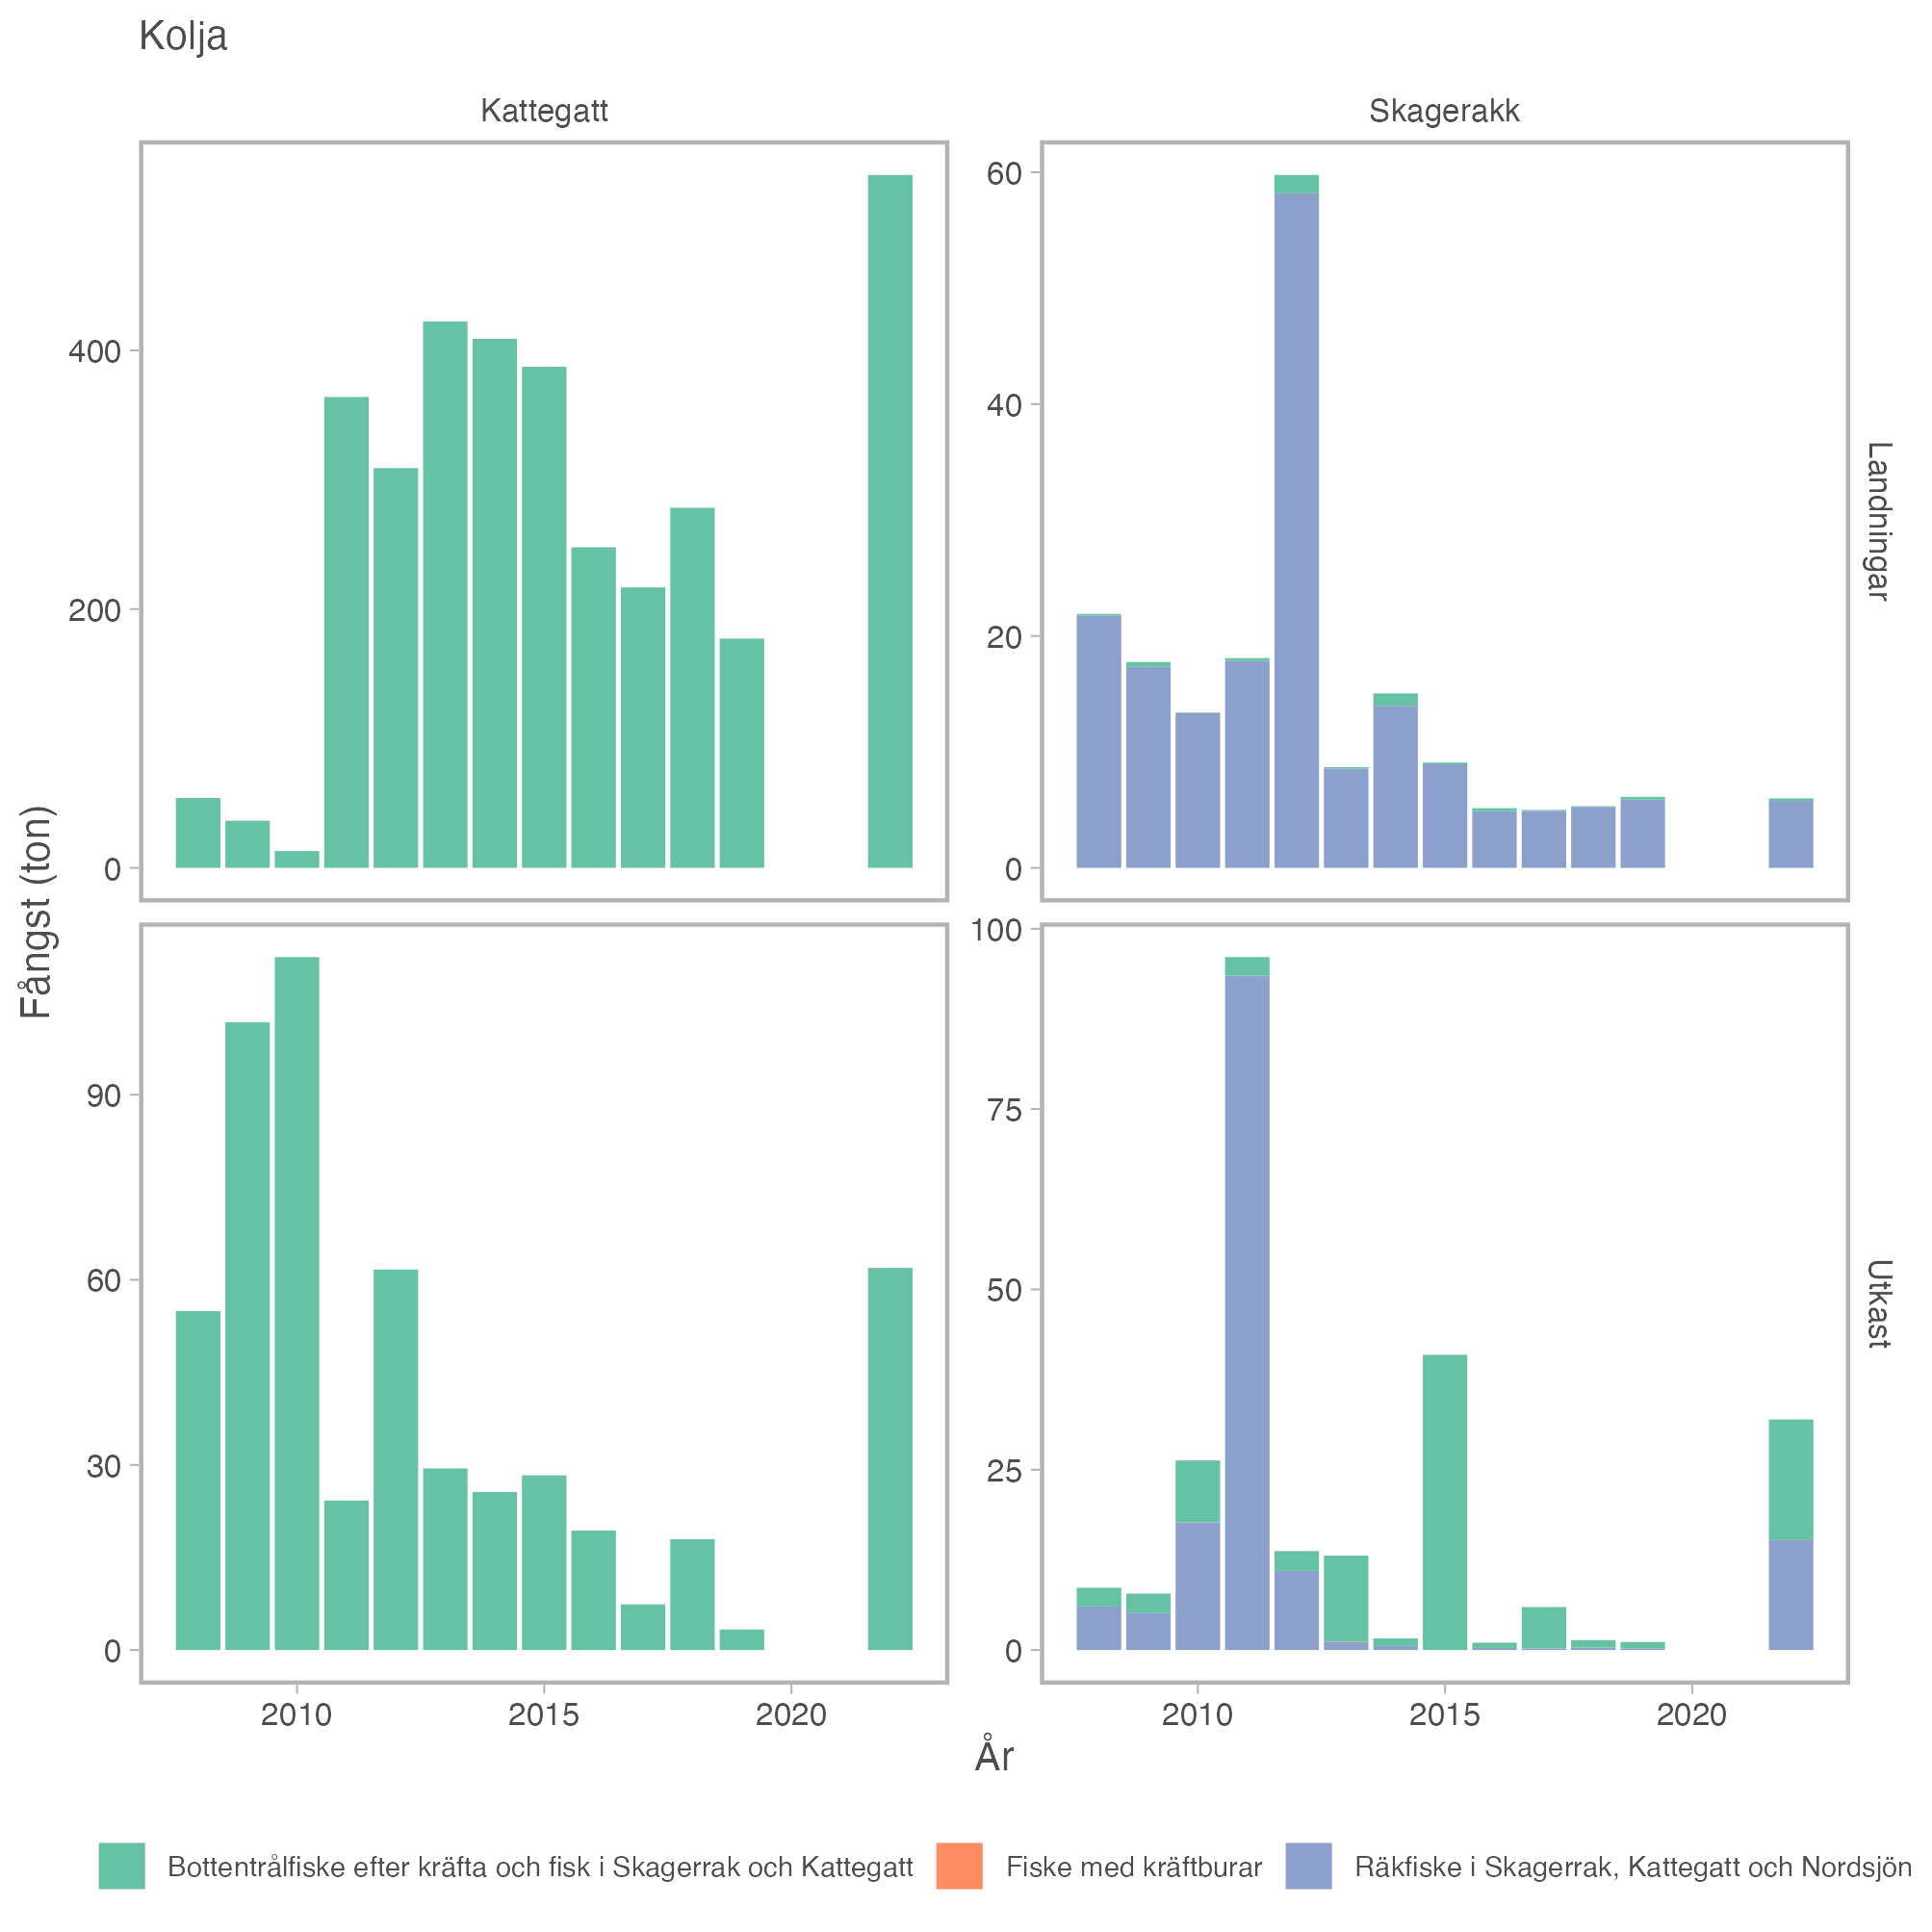 Kolja
Kattegatt
Skagerakk
400
200
0
60
40
20
0
Landningar
Fångst (ton)
90
60
30
0
100
75
50
25
0
Utkast
2010 2015 2020
2010 2015 2020
År
Bottentrålfiske efter kräfta och fisk i Skagerrak och Kattegatt Fiske med kräftburar Räkfiske i Skagerrak, Kattegatt och Nordsjön